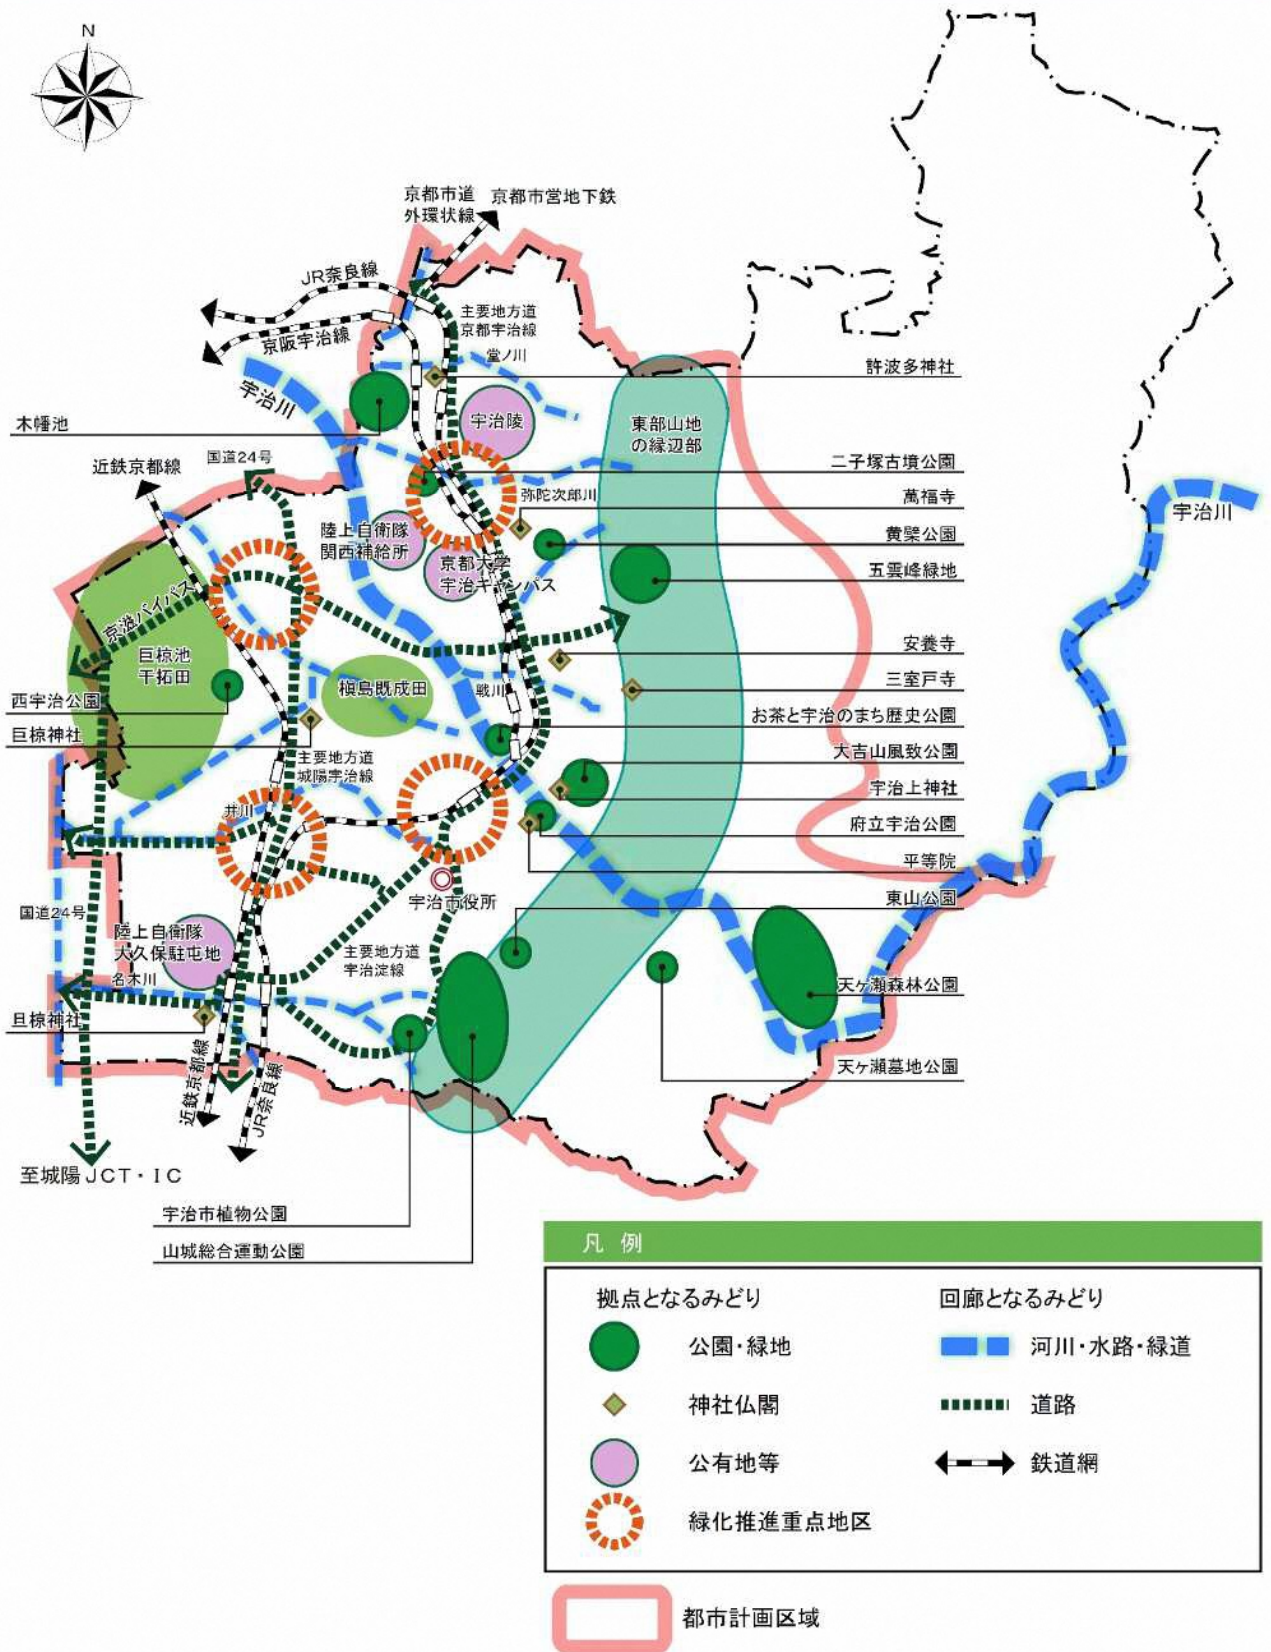 N
京都市道
外環状線
京都市営地下鉄
JR奈良線
京阪宇治線
主要地方道
京都宇治線
堂ノ川
許波多神社
宇治川
木幡池
宇治陵
東部山地
の縁辺部
国道24号
近鉄京都線
二子塚古墳公園
弥陀次郎川
萬福寺
宇治川
陸上自衛隊
関西補給所
黄檗公園
京都大学
宇治キャンパス
五雲峰緑地
京滋バイパス
巨椋池
干拓田
安養寺
槇島既成田
戦川
三室戸寺
西宇治公園
お茶と宇治のまち歴史公園
巨椋神社
主要地方道
城陽宇治線
大吉山風致公園
宇治上神社
井川
府立宇治公園
平等院
宇治市役所
東山公園
国道24号
陸上自衛隊
大久保駐屯地
主要地方道
宇治淀線
名木川
天ヶ瀬森林公園
旦椋神社
近鉄京都線
JR奈良線
天ヶ瀬墓地公園
至城陽JCT・IC
宇治市植物公園
山城総合運動公園
凡 例
拠点となるみどり
回廊となるみどり
公園・緑地
河川・水路・緑道
神社仏閣
道路
公有地等
鉄道網
緑化推進重点地区
都市計画区域